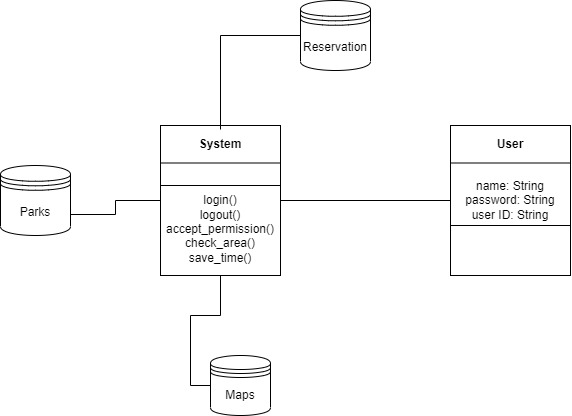 Reservation
System
User
Parks
login()
logout()
accept_permission()
check_area()
save_time()
name: String
password: String
user ID: String
Maps